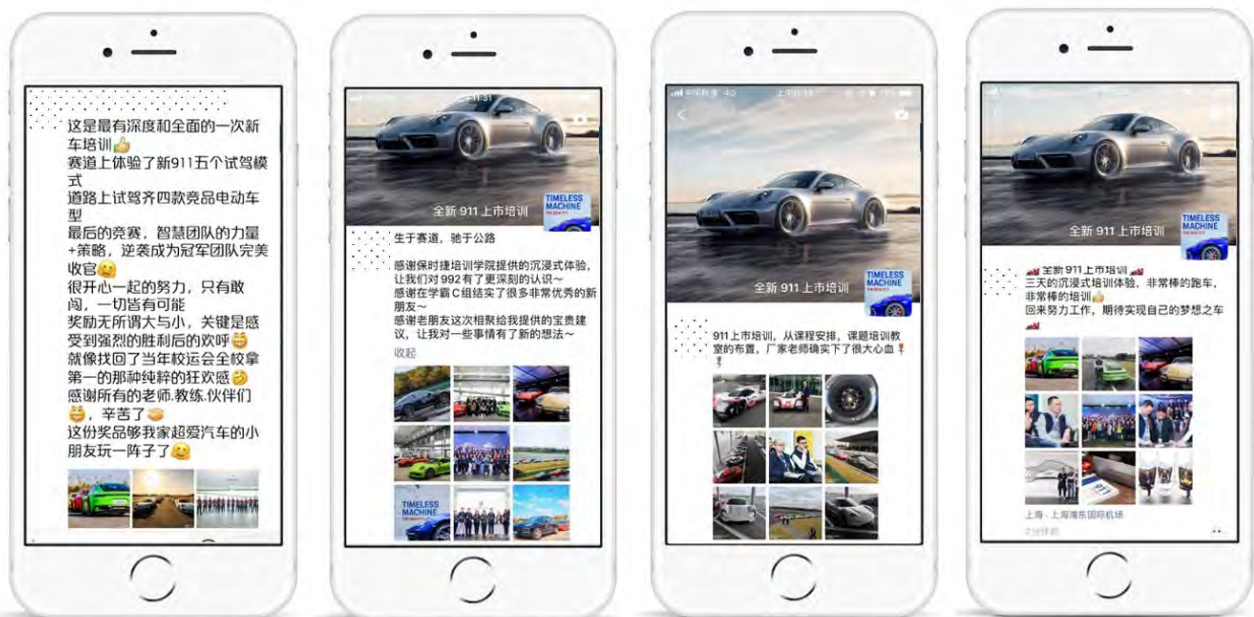 这是最有深度和全面的一次新
车培训👍
赛道上体验了新911五个试驾模
式
道路上试驾齐四款竞品电动车
型
最后的竞赛，智慧团队的力量
+策略，逆袭成为冠军团队完美
收官🤗
很开心一起的努力，只有敢
闯，一切皆有可能
奖励无所谓大与小，关键是感
受到强烈的胜利后的欢呼😁
就像找回了当年校运会全校拿
第一的那种纯粹的狂欢感🤣
感谢所有的老师.教练.伙伴们
😁，辛苦了🤝
这份奖品够我家超爱汽车的小
朋友玩一阵子了🤗
全新 911 上市培训
TIMELESS
MACHINE
生于赛道，驰于公路
感谢保时捷培训学院提供的沉浸式体验，
让我们对 992 有了更深刻的认识～
感谢在学霸 C 组结实了很多非常优秀的新
朋友～
感谢老朋友这次相聚给我提供的宝贵建
议，让我对一些事情有了新的想法～
收起
TIMELESS
MACHINE
中国移动 4G
全新 911 上市培训
TIMELESS
MACHINE
911上市培训，从课程安排，课题培训教
室的布置，厂家老师确实下了很大心血🌹
🌹
全新 911 上市培训
TIMELESS
MACHINE
🏎️ 全新 911 上市培训 🏎️
三天的沉浸式培训体验，非常棒的跑车，
非常棒的培训👍
回来努力工作，期待实现自己的梦想之车
🏎️
上海 · 上海浦东国际机场
2分钟前